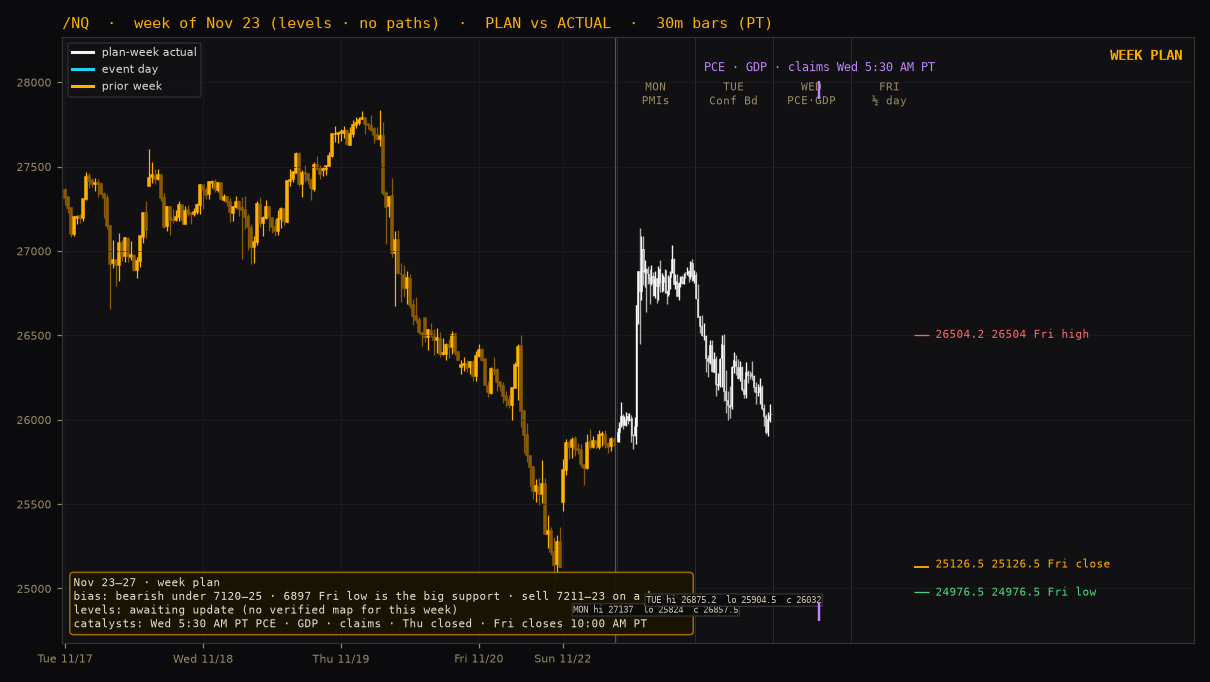 /NQ · week of Nov 23 (levels · no paths) · PLAN vs ACTUAL · 30m bars (PT)
plan-week actual
event day
prior week
WEEK PLAN
PCE · GDP · claims Wed 5:30 AM PT
MON TUE WED FRI
PMIs Conf Bd PCE·GDP ½ day
28000
27500
27000
26500
26000
25500
25000
26504.2 26504 Fri high
25126.5 25126.5 Fri close
24976.5 24976.5 Fri low
Nov 23–27 · week plan
bias: bearish under 7120–25 · 6897 Fri low is the big support · sell 7211–23 on a
levels: awaiting update (no verified map for this week)
catalysts: Wed 5:30 AM PT PCE · GDP · claims · Thu closed · Fri closes 10:00 AM PT
TUE hi 26875.2 lo 25904.5 c 26032
MON hi 27137 lo 25824 c 26857.5
Tue 11/17 Wed 11/18 Thu 11/19 Fri 11/20 Sun 11/22